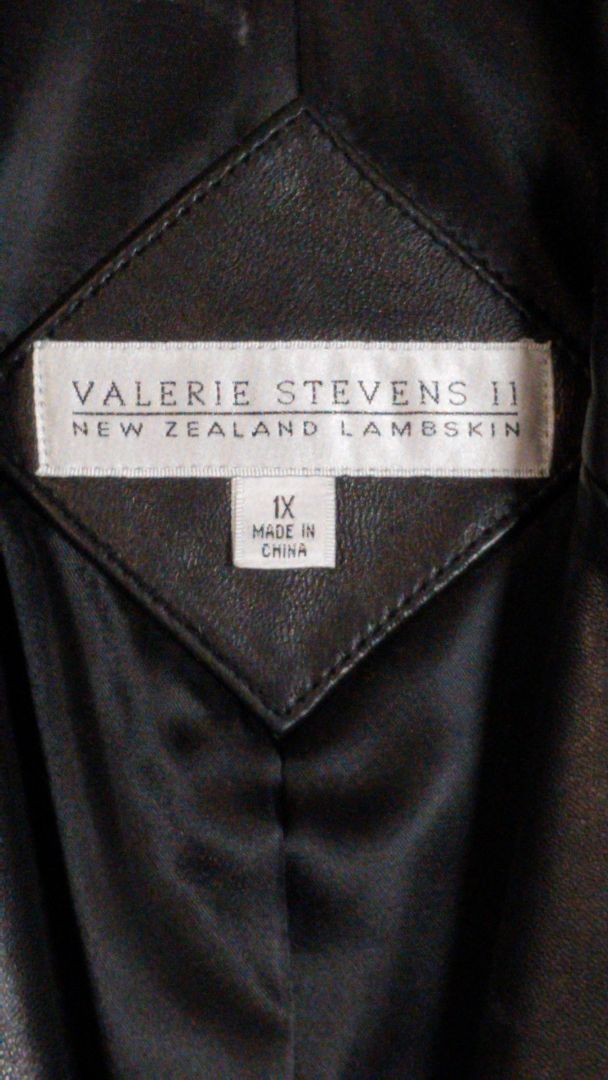 VALERIE STEVENS II
NEW ZEALAND LAMBSKIN
1X
MADE IN
CHINA